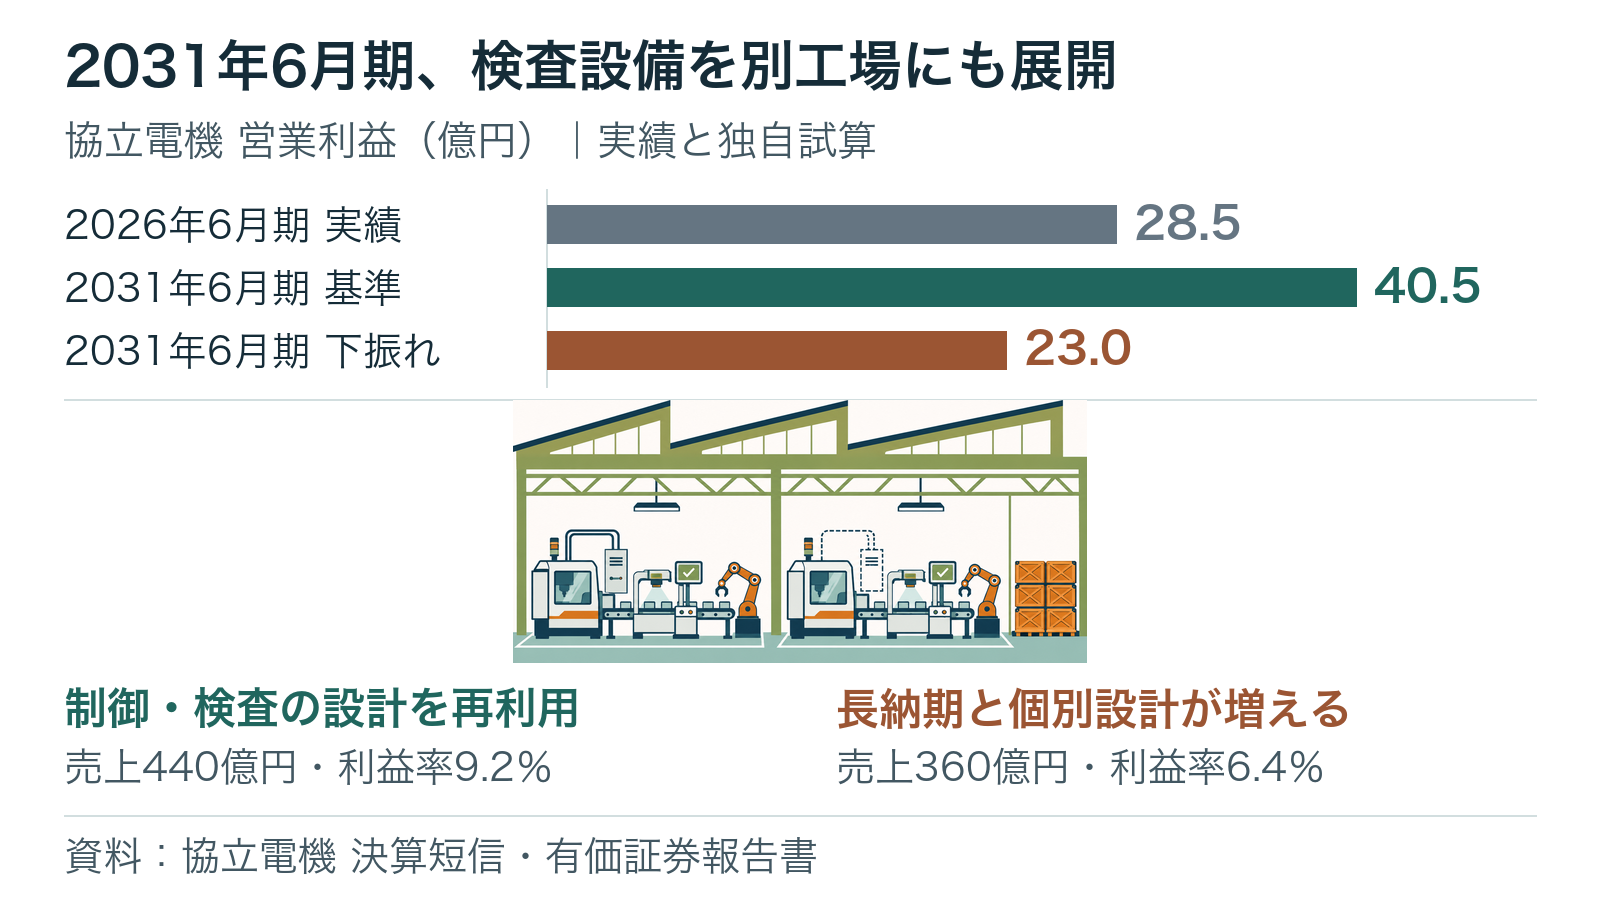 2031年6月期、検査設備を別工場にも展開
協立電機 営業利益（億円）｜実績と独自試算
2026年6月期 実績 28.5
2031年6月期 基準 40.5
2031年6月期 下振れ 23.0
制御・検査の設計を再利用
売上440億円・利益率9.2%
長納期と個別設計が増える
売上360億円・利益率6.4%
資料：協立電機 決算短信・有価証券報告書